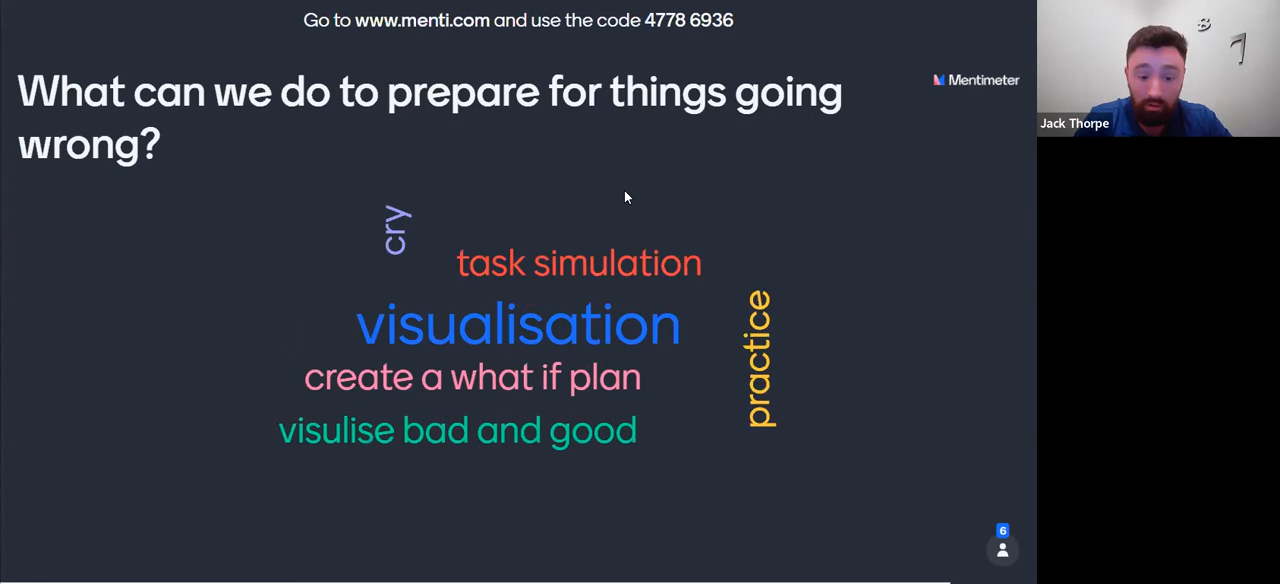 Go to www.menti.com and use the code 4778 6936
What can we do to prepare for things going
wrong?
Mentimeter
Jack Thorpe
cry
task simulation
visualisation
practice
create a what if plan
visulise bad and good
6